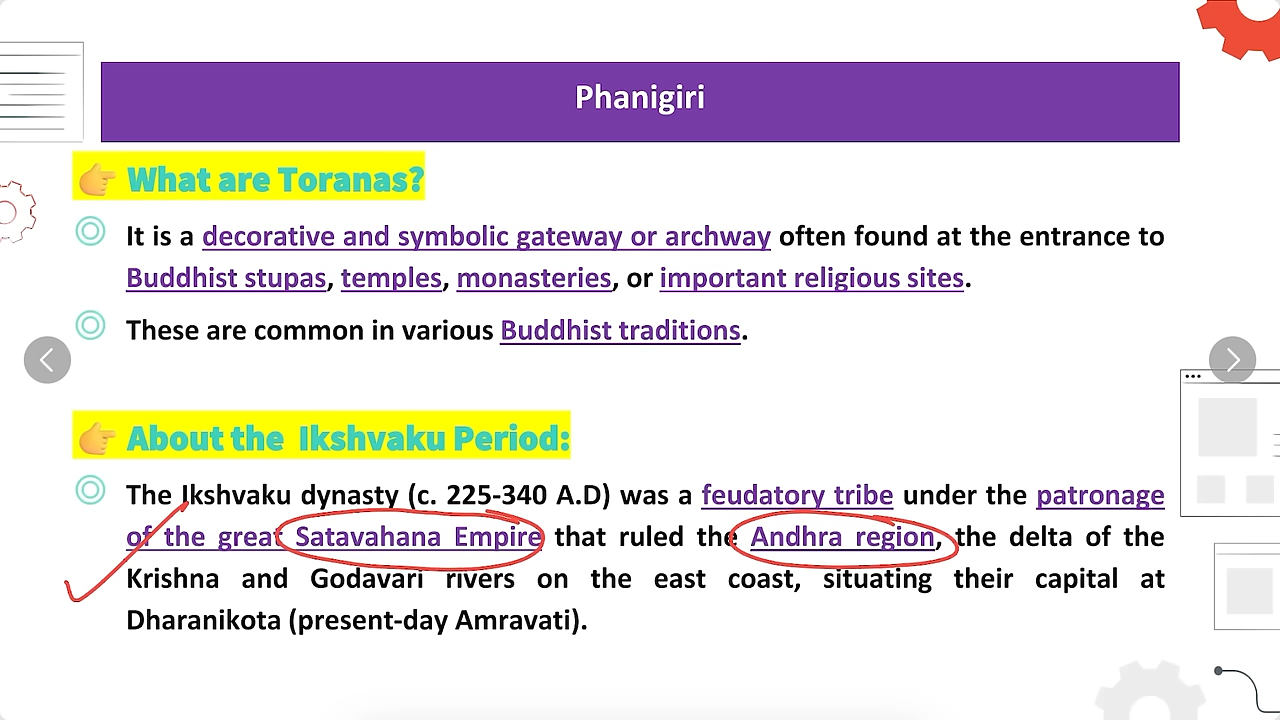 Phanigiri
👉 What are Toranas?
It is a decorative and symbolic gateway or archway often found at the entrance to
Buddhist stupas, temples, monasteries, or important religious sites.
These are common in various Buddhist traditions.
👉 About the Ikshvaku Period:
The Ikshvaku dynasty (c. 225-340 A.D) was a feudatory tribe under the patronage
of the great Satavahana Empire that ruled the Andhra region, the delta of the
Krishna and Godavari rivers on the east coast, situating their capital at
Dharanikota (present-day Amravati).